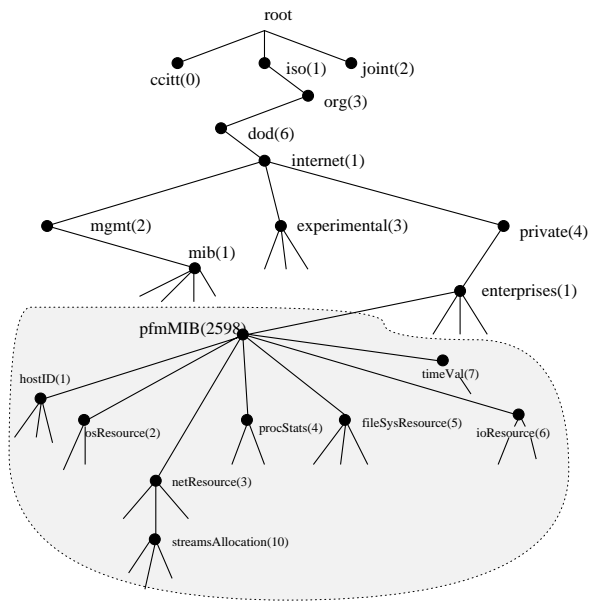 root
ccitt(0)
iso(1)
joint(2)
org(3)
dod(6)
internet(1)
mgmt(2)
experimental(3)
private(4)
mib(1)
enterprises(1)
pfmMIB(2598)
hostID(1)
timeVal(7)
osResource(2)
procStats(4)
fileSysResource(5)
ioResource(6)
netResource(3)
streamsAllocation(10)